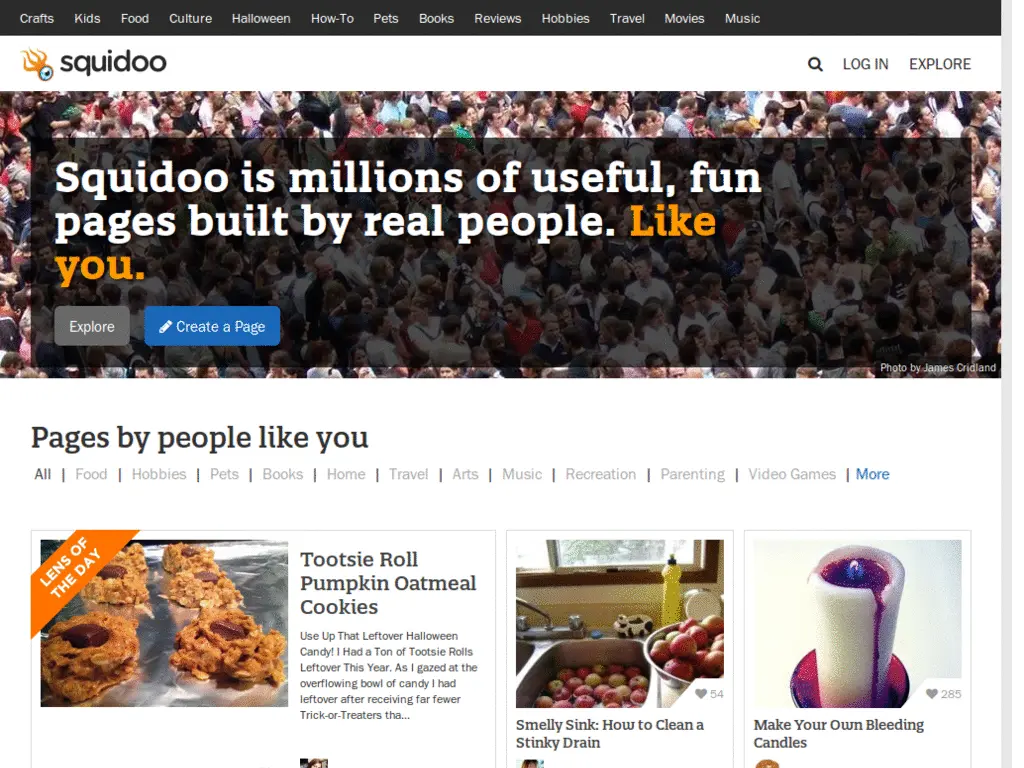 Crafts Kids Food Culture Halloween How-To Pets Books Reviews Hobbies Travel Movies Music
squidoo
LOG IN EXPLORE
Squidoo is millions of useful, fun
pages built by real people. Like
you.
Explore Create a Page
Photo by James Cridland
Pages by people like you
All | Food | Hobbies | Pets | Books | Home | Travel | Arts | Music | Recreation | Parenting | Video Games | More
LENS OF
THE DAY
Tootsie Roll
Pumpkin Oatmeal
Cookies
Use Up That Leftover Halloween
Candy! I Had a Ton of Tootsie Rolls
Leftover This Year. As I gazed at the
overflowing bowl of candy I had
leftover after receiving far fewer
Trick-or-Treaters tha...
54
Smelly Sink: How to Clean a
Stinky Drain
285
Make Your Own Bleeding
Candles